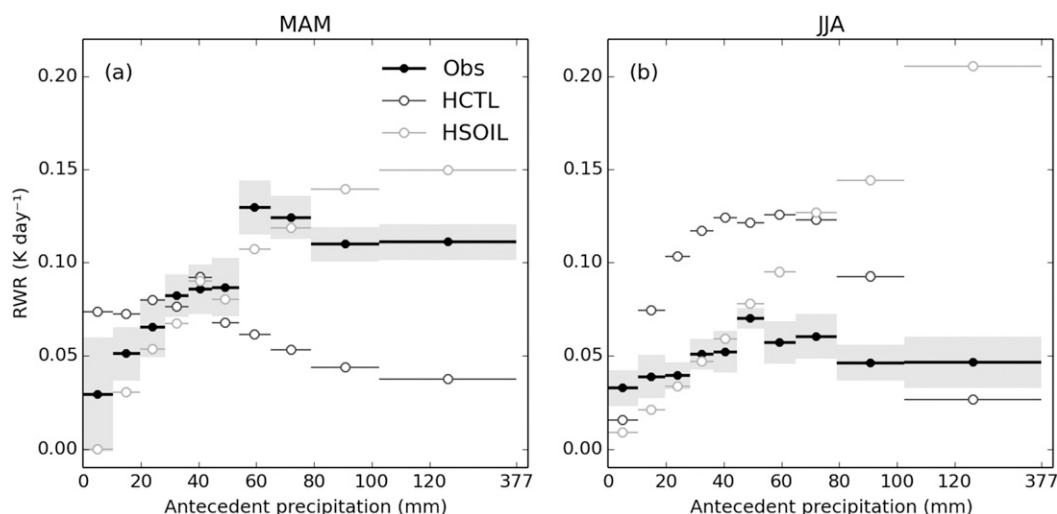 MAM
(a)
Obs
HCTL
HSOIL
0.20
0.15
0.10
0.05
0.00
RWR (K day⁻¹)
0 20 40 60 80 100 120 377
Antecedent precipitation (mm)
JJA
(b)
0.20
0.15
0.10
0.05
0.00
0 20 40 60 80 100 120 377
Antecedent precipitation (mm)